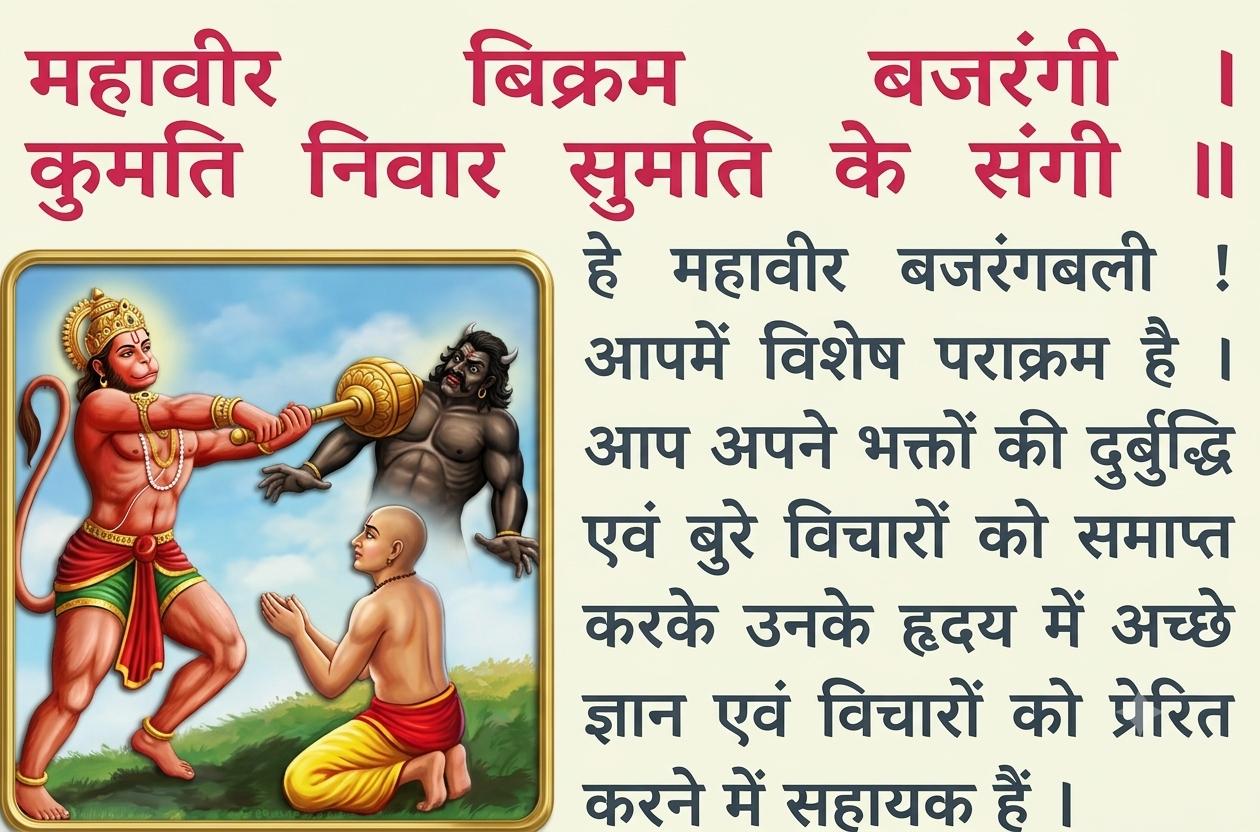 महावीर बिक्रम बजरंगी ।
कुमति निवार सुमति के संगी ॥
हे महावीर बजरंगबली !
आपमें विशेष पराक्रम है ।
आप अपने भक्तों की दुर्बुद्धि
एवं बुरे विचारों को समाप्त
करके उनके हृदय में अच्छे
ज्ञान एवं विचारों को प्रेरित
करने में सहायक हैं ।